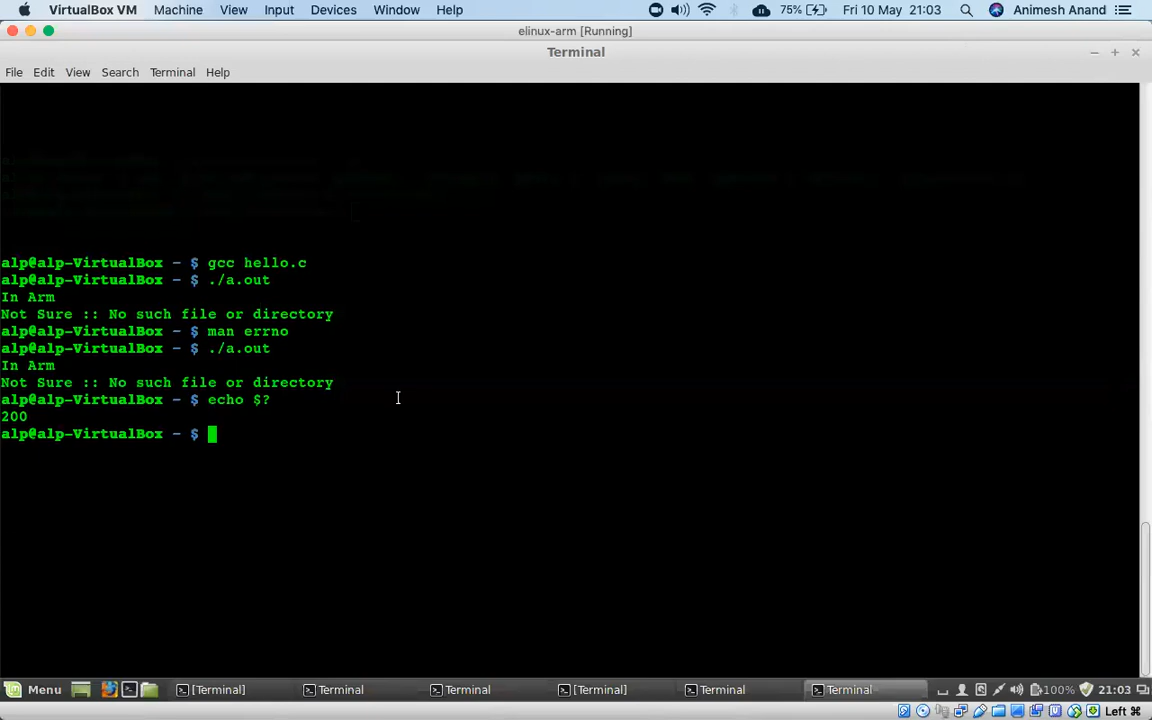 VirtualBox VM Machine View Input Devices Window Help 75% Fri 10 May 21:03 Animesh Anand
elinux-arm [Running]
Terminal
File Edit View Search Terminal Help
alp@alp-VirtualBox ~ $ gcc hello.c
alp@alp-VirtualBox ~ $ ./a.out
In Arm
Not Sure :: No such file or directory
alp@alp-VirtualBox ~ $ man errno
alp@alp-VirtualBox ~ $ ./a.out
In Arm
Not Sure :: No such file or directory
alp@alp-VirtualBox ~ $ echo $?
200
alp@alp-VirtualBox ~ $
Menu [Terminal] Terminal Terminal [Terminal] Terminal Terminal 100% 21:03
Left ⌘